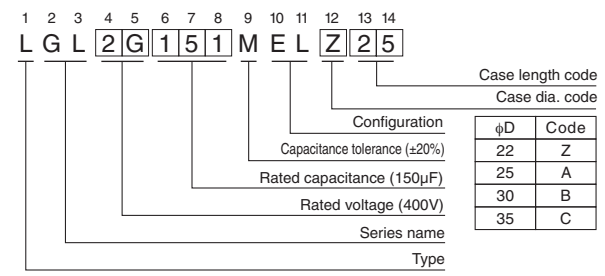 1 2 3 4 5 6 7 8 9 10 11 12 13 14
L G L 2 G 1 5 1 M E L Z 2 5
Case length code
Case dia. code
Configuration
Capacitance tolerance (±20%)
Rated capacitance (150µF)
Rated voltage (400V)
Series name
Type
φD Code
22 Z
25 A
30 B
35 C